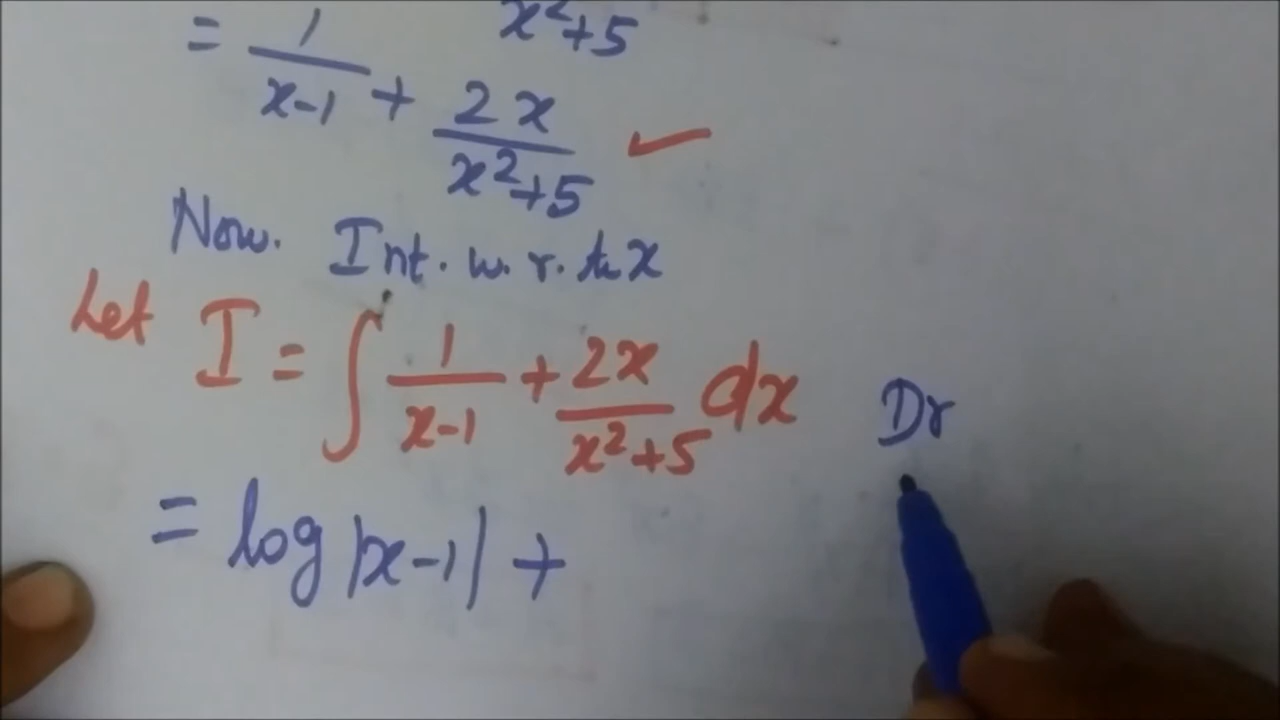 = 1/(x-1) + 2x/(x²+5) x²+5
Now. Int. w. r. to x
Let I = ∫ 1/(x-1) + 2x/(x²+5) dx
Dr
= log |x-1| +